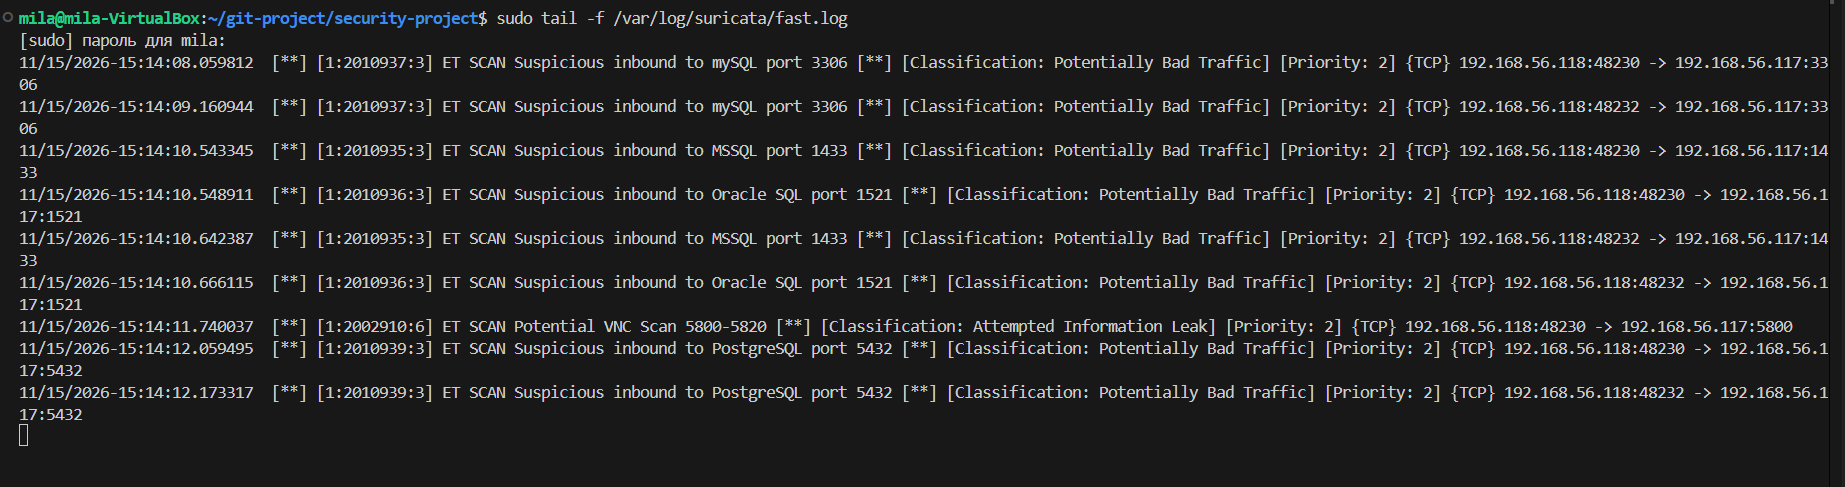 mila@mila-VirtualBox:~/git-project/security-project$ sudo tail -f /var/log/suricata/fast.log
[sudo] пароль для mila:
11/15/2026-15:14:08.059812  [**] [1:2010937:3] ET SCAN Suspicious inbound to mySQL port 3306 [**] [Classification: Potentially Bad Traffic] [Priority: 2] {TCP} 192.168.56.118:48230 -> 192.168.56.117:33
06
11/15/2026-15:14:09.160944  [**] [1:2010937:3] ET SCAN Suspicious inbound to mySQL port 3306 [**] [Classification: Potentially Bad Traffic] [Priority: 2] {TCP} 192.168.56.118:48232 -> 192.168.56.117:33
06
11/15/2026-15:14:10.543345  [**] [1:2010935:3] ET SCAN Suspicious inbound to MSSQL port 1433 [**] [Classification: Potentially Bad Traffic] [Priority: 2] {TCP} 192.168.56.118:48230 -> 192.168.56.117:14
33
11/15/2026-15:14:10.548911  [**] [1:2010936:3] ET SCAN Suspicious inbound to Oracle SQL port 1521 [**] [Classification: Potentially Bad Traffic] [Priority: 2] {TCP} 192.168.56.118:48230 -> 192.168.56.1
17:1521
11/15/2026-15:14:10.642387  [**] [1:2010935:3] ET SCAN Suspicious inbound to MSSQL port 1433 [**] [Classification: Potentially Bad Traffic] [Priority: 2] {TCP} 192.168.56.118:48232 -> 192.168.56.117:14
33
11/15/2026-15:14:10.666115  [**] [1:2010936:3] ET SCAN Suspicious inbound to Oracle SQL port 1521 [**] [Classification: Potentially Bad Traffic] [Priority: 2] {TCP} 192.168.56.118:48232 -> 192.168.56.1
17:1521
11/15/2026-15:14:11.740037  [**] [1:2002910:6] ET SCAN Potential VNC Scan 5800-5820 [**] [Classification: Attempted Information Leak] [Priority: 2] {TCP} 192.168.56.118:48230 -> 192.168.56.117:5800
11/15/2026-15:14:12.059495  [**] [1:2010939:3] ET SCAN Suspicious inbound to PostgreSQL port 5432 [**] [Classification: Potentially Bad Traffic] [Priority: 2] {TCP} 192.168.56.118:48230 -> 192.168.56.1
17:5432
11/15/2026-15:14:12.173317  [**] [1:2010939:3] ET SCAN Suspicious inbound to PostgreSQL port 5432 [**] [Classification: Potentially Bad Traffic] [Priority: 2] {TCP} 192.168.56.118:48232 -> 192.168.56.1
17:5432